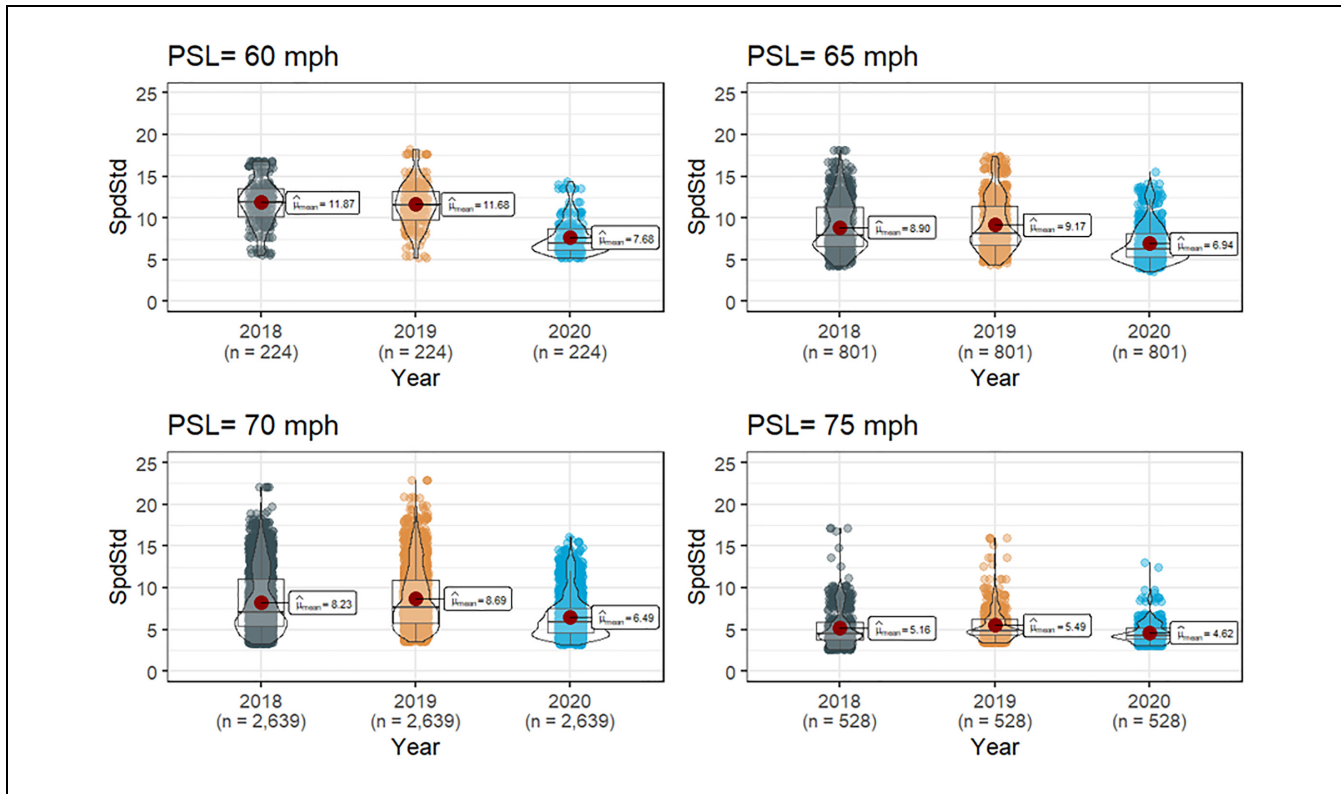 PSL= 60 mph
25
20
15
10
5
0
SpdStd
μ̂mean = 11.87
μ̂mean = 11.68
μ̂mean = 7.68
2018 2019 2020
(n = 224) (n = 224) (n = 224)
Year
PSL= 65 mph
25
20
15
10
5
0
SpdStd
μ̂mean = 8.90
μ̂mean = 9.17
μ̂mean = 6.94
2018 2019 2020
(n = 801) (n = 801) (n = 801)
Year
PSL= 70 mph
25
20
15
10
5
0
SpdStd
μ̂mean = 8.23
μ̂mean = 8.69
μ̂mean = 6.49
2018 2019 2020
(n = 2,639) (n = 2,639) (n = 2,639)
Year
PSL= 75 mph
25
20
15
10
5
0
SpdStd
μ̂mean = 5.16
μ̂mean = 5.49
μ̂mean = 4.62
2018 2019 2020
(n = 528) (n = 528) (n = 528)
Year